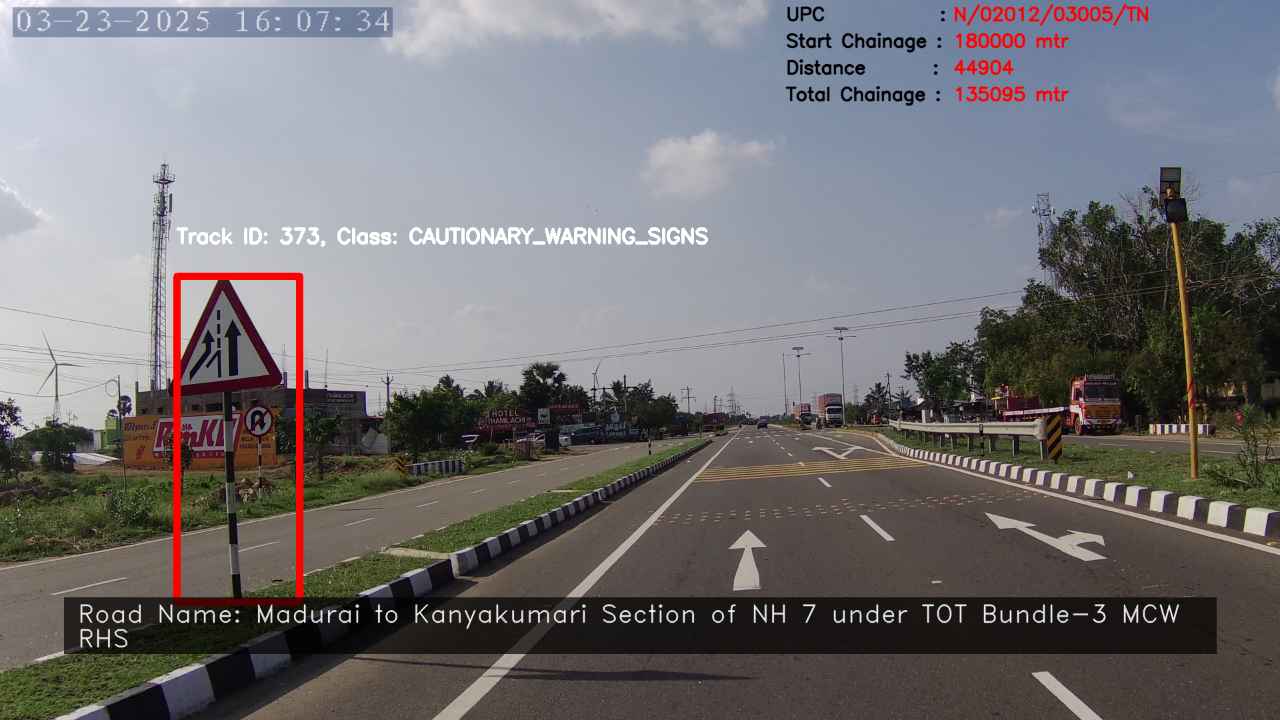 03-23-2025 16:07:34
UPC : N/02012/03005/TN
Start Chainage : 180000 mtr
Distance : 44904
Total Chainage : 135095 mtr
Track ID: 373, Class: CAUTIONARY_WARNING_SIGNS
HOTEL
Road Name: Madurai to Kanyakumari Section of NH 7 under TOT Bundle-3 MCW
RHS